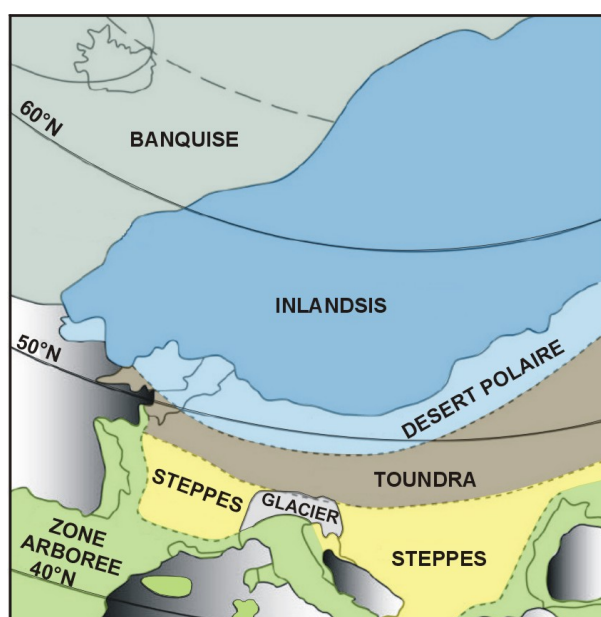 60°N
BANQUISE
INLANDSIS
50°N
DESERT POLAIRE
TOUNDRA
STEPPES
GLACIER
ZONE
ARBOREE
STEPPES
40°N